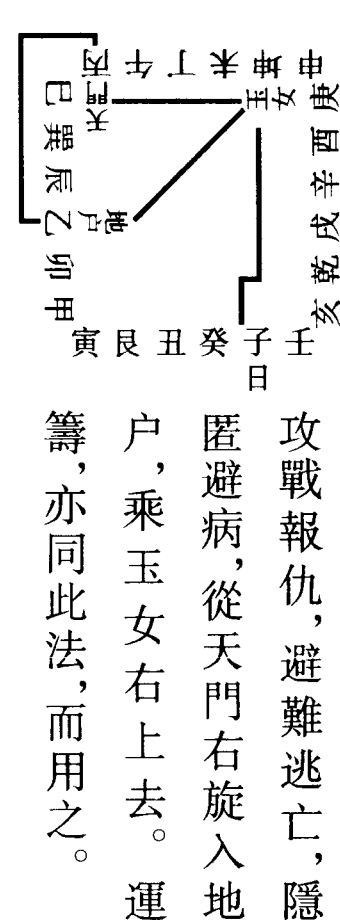 丙午丁未坤申
巳巽辰乙卯甲
天門
地户
玉女
庚酉辛戌乾亥
寅艮丑癸子壬
日
攻戰報仇，避難逃亡，隱
匿避病，從天門右旋入地
户，乘玉女右上去。　運
籌，亦同此法，而用之。